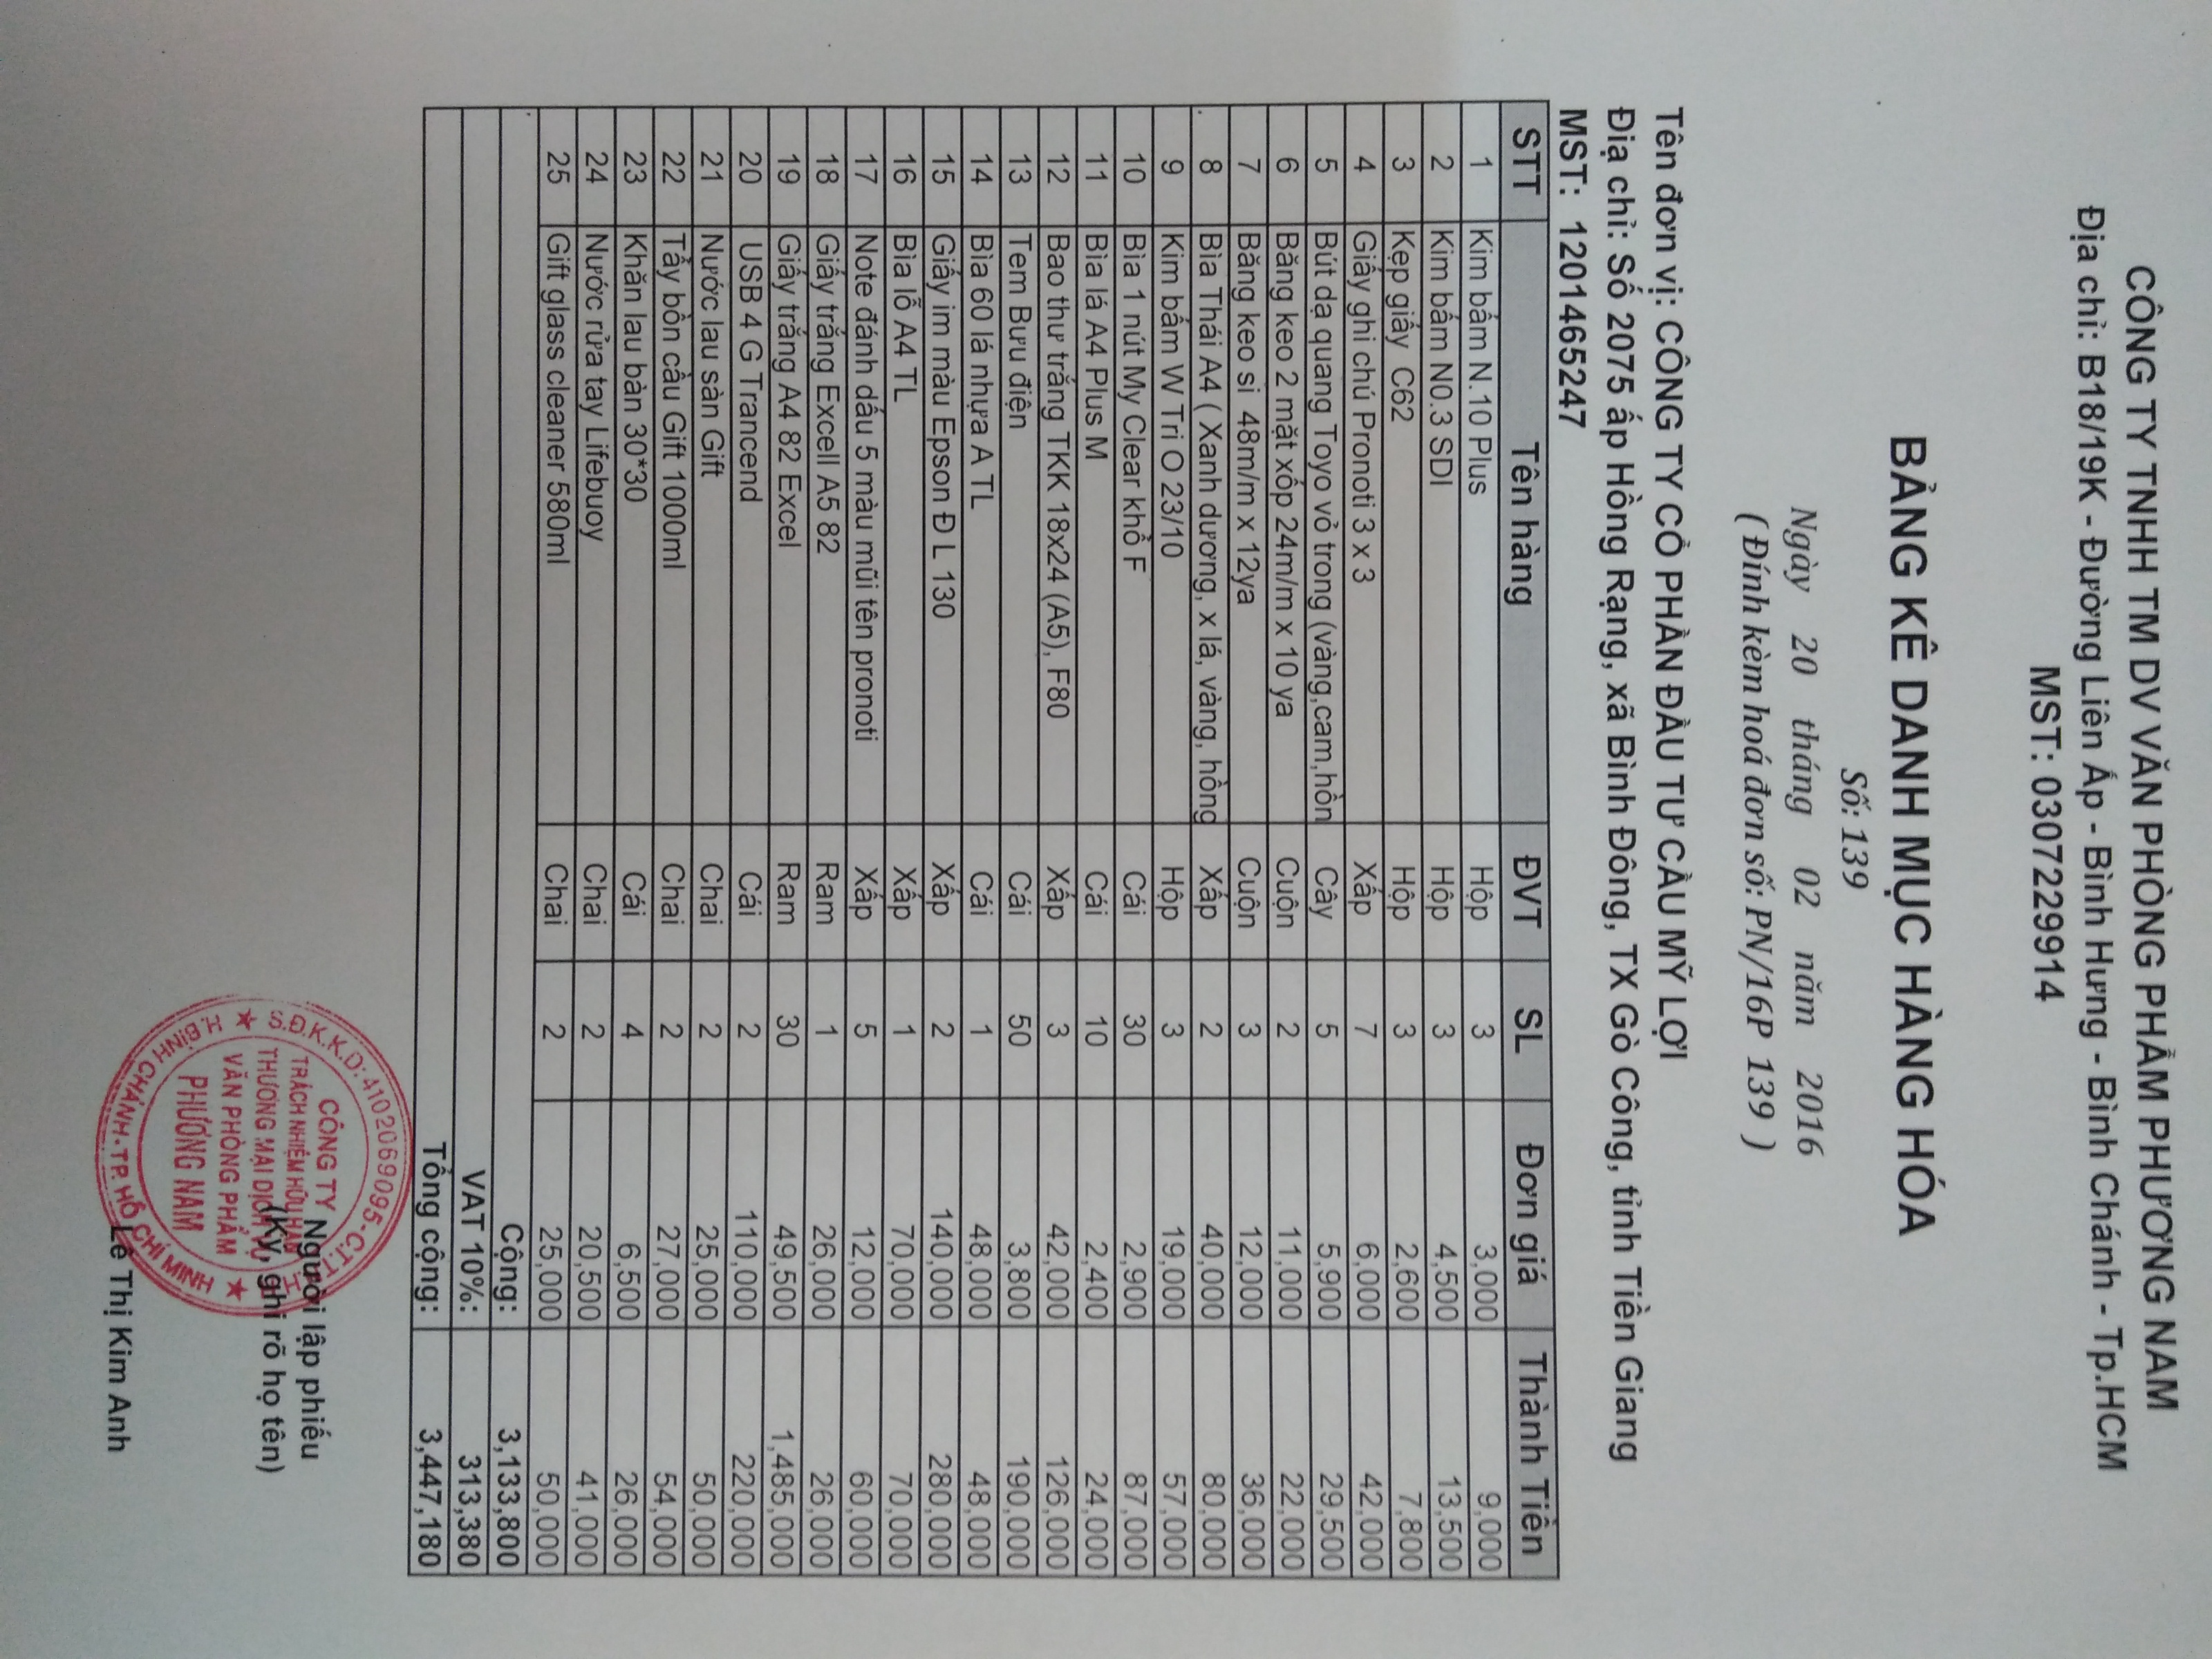 CÔNG TY TNHH TM DV VĂN PHÒNG PHẨM PHƯƠNG NAM
Địa chỉ: B18/19K - Đường Liên Ấp - Bình Hưng - Bình Chánh - Tp.HCM
MST: 0307229914
BẢNG KÊ DANH MỤC HÀNG HÓA
Số: 139
Ngày 20 tháng 02 năm 2016
( Đính kèm hoá đơn số: PN/16P 139 )
Tên đơn vị: CÔNG TY CỔ PHẦN ĐẦU TƯ CẦU MỸ LỢI
Địa chỉ: Số 2075 ấp Hồng Rạng, xã Bình Đông, TX Gò Công, tỉnh Tiền Giang
MST: 1201465247
STT Tên hàng ĐVT SL Đơn giá Thành Tiền
1 Kim bấm N.10 Plus Hộp 3 3,000 9,000
2 Kim bấm N0.3 SDI Hộp 3 4,500 13,500
3 Kẹp giấy C62 Hộp 3 2,600 7,800
4 Giấy ghi chú Pronoti 3 x 3 Xấp 7 6,000 42,000
5 Bút dạ quang Toyo vỏ trong (vàng,cam,hồn Cây 5 5,900 29,500
6 Băng keo 2 mặt xốp 24m/m x 10 ya Cuộn 2 11,000 22,000
7 Băng keo si 48m/m x 12ya Cuộn 3 12,000 36,000
8 Bìa Thái A4 ( Xanh dương, x lá, vàng, hồng Xấp 2 40,000 80,000
9 Kim bấm W Tri O 23/10 Hộp 3 19,000 57,000
10 Bìa 1 nút My Clear khổ F Cái 30 2,900 87,000
11 Bìa lá A4 Plus M Cái 10 2,400 24,000
12 Bao thư trắng TKK 18x24 (A5), F80 Xấp 3 42,000 126,000
13 Tem Bưu điện Cái 50 3,800 190,000
14 Bìa 60 lá nhựa A TL Cái 1 48,000 48,000
15 Giấy im màu Epson Đ L 130 Xấp 2 140,000 280,000
16 Bìa lỗ A4 TL Xấp 1 70,000 70,000
17 Note đánh dấu 5 màu mũi tên pronoti Xấp 5 12,000 60,000
18 Giấy trắng Excell A5 82 Ram 1 26,000 26,000
19 Giấy trắng A4 82 Excel Ram 30 49,500 1,485,000
20 USB 4 G Trancend Cái 2 110,000 220,000
21 Nước lau sàn Gift Chai 2 25,000 50,000
22 Tẩy bồn cầu Gift 1000ml Chai 2 27,000 54,000
23 Khăn lau bàn 30*30 Cái 4 6,500 26,000
24 Nước rửa tay Lifebuoy Chai 2 20,500 41,000
25 Gift glass cleaner 580ml Chai 2 25,000 50,000
Cộng: 3,133,800
VAT 10%: 313,380
Tổng cộng: 3,447,180
Người lập phiếu
(Ký, ghi rõ họ tên)
S.Đ.K.K.D: 4102069095 - C.T.T.N.H.H
CÔNG TY
TRÁCH NHIỆM HỮU HẠN
THƯƠNG MẠI DỊCH VỤ
VĂN PHÒNG PHẨM
PHƯƠNG NAM
H.BÌNH CHÁNH - TP. HỒ CHÍ MINH
Lê Thị Kim Anh